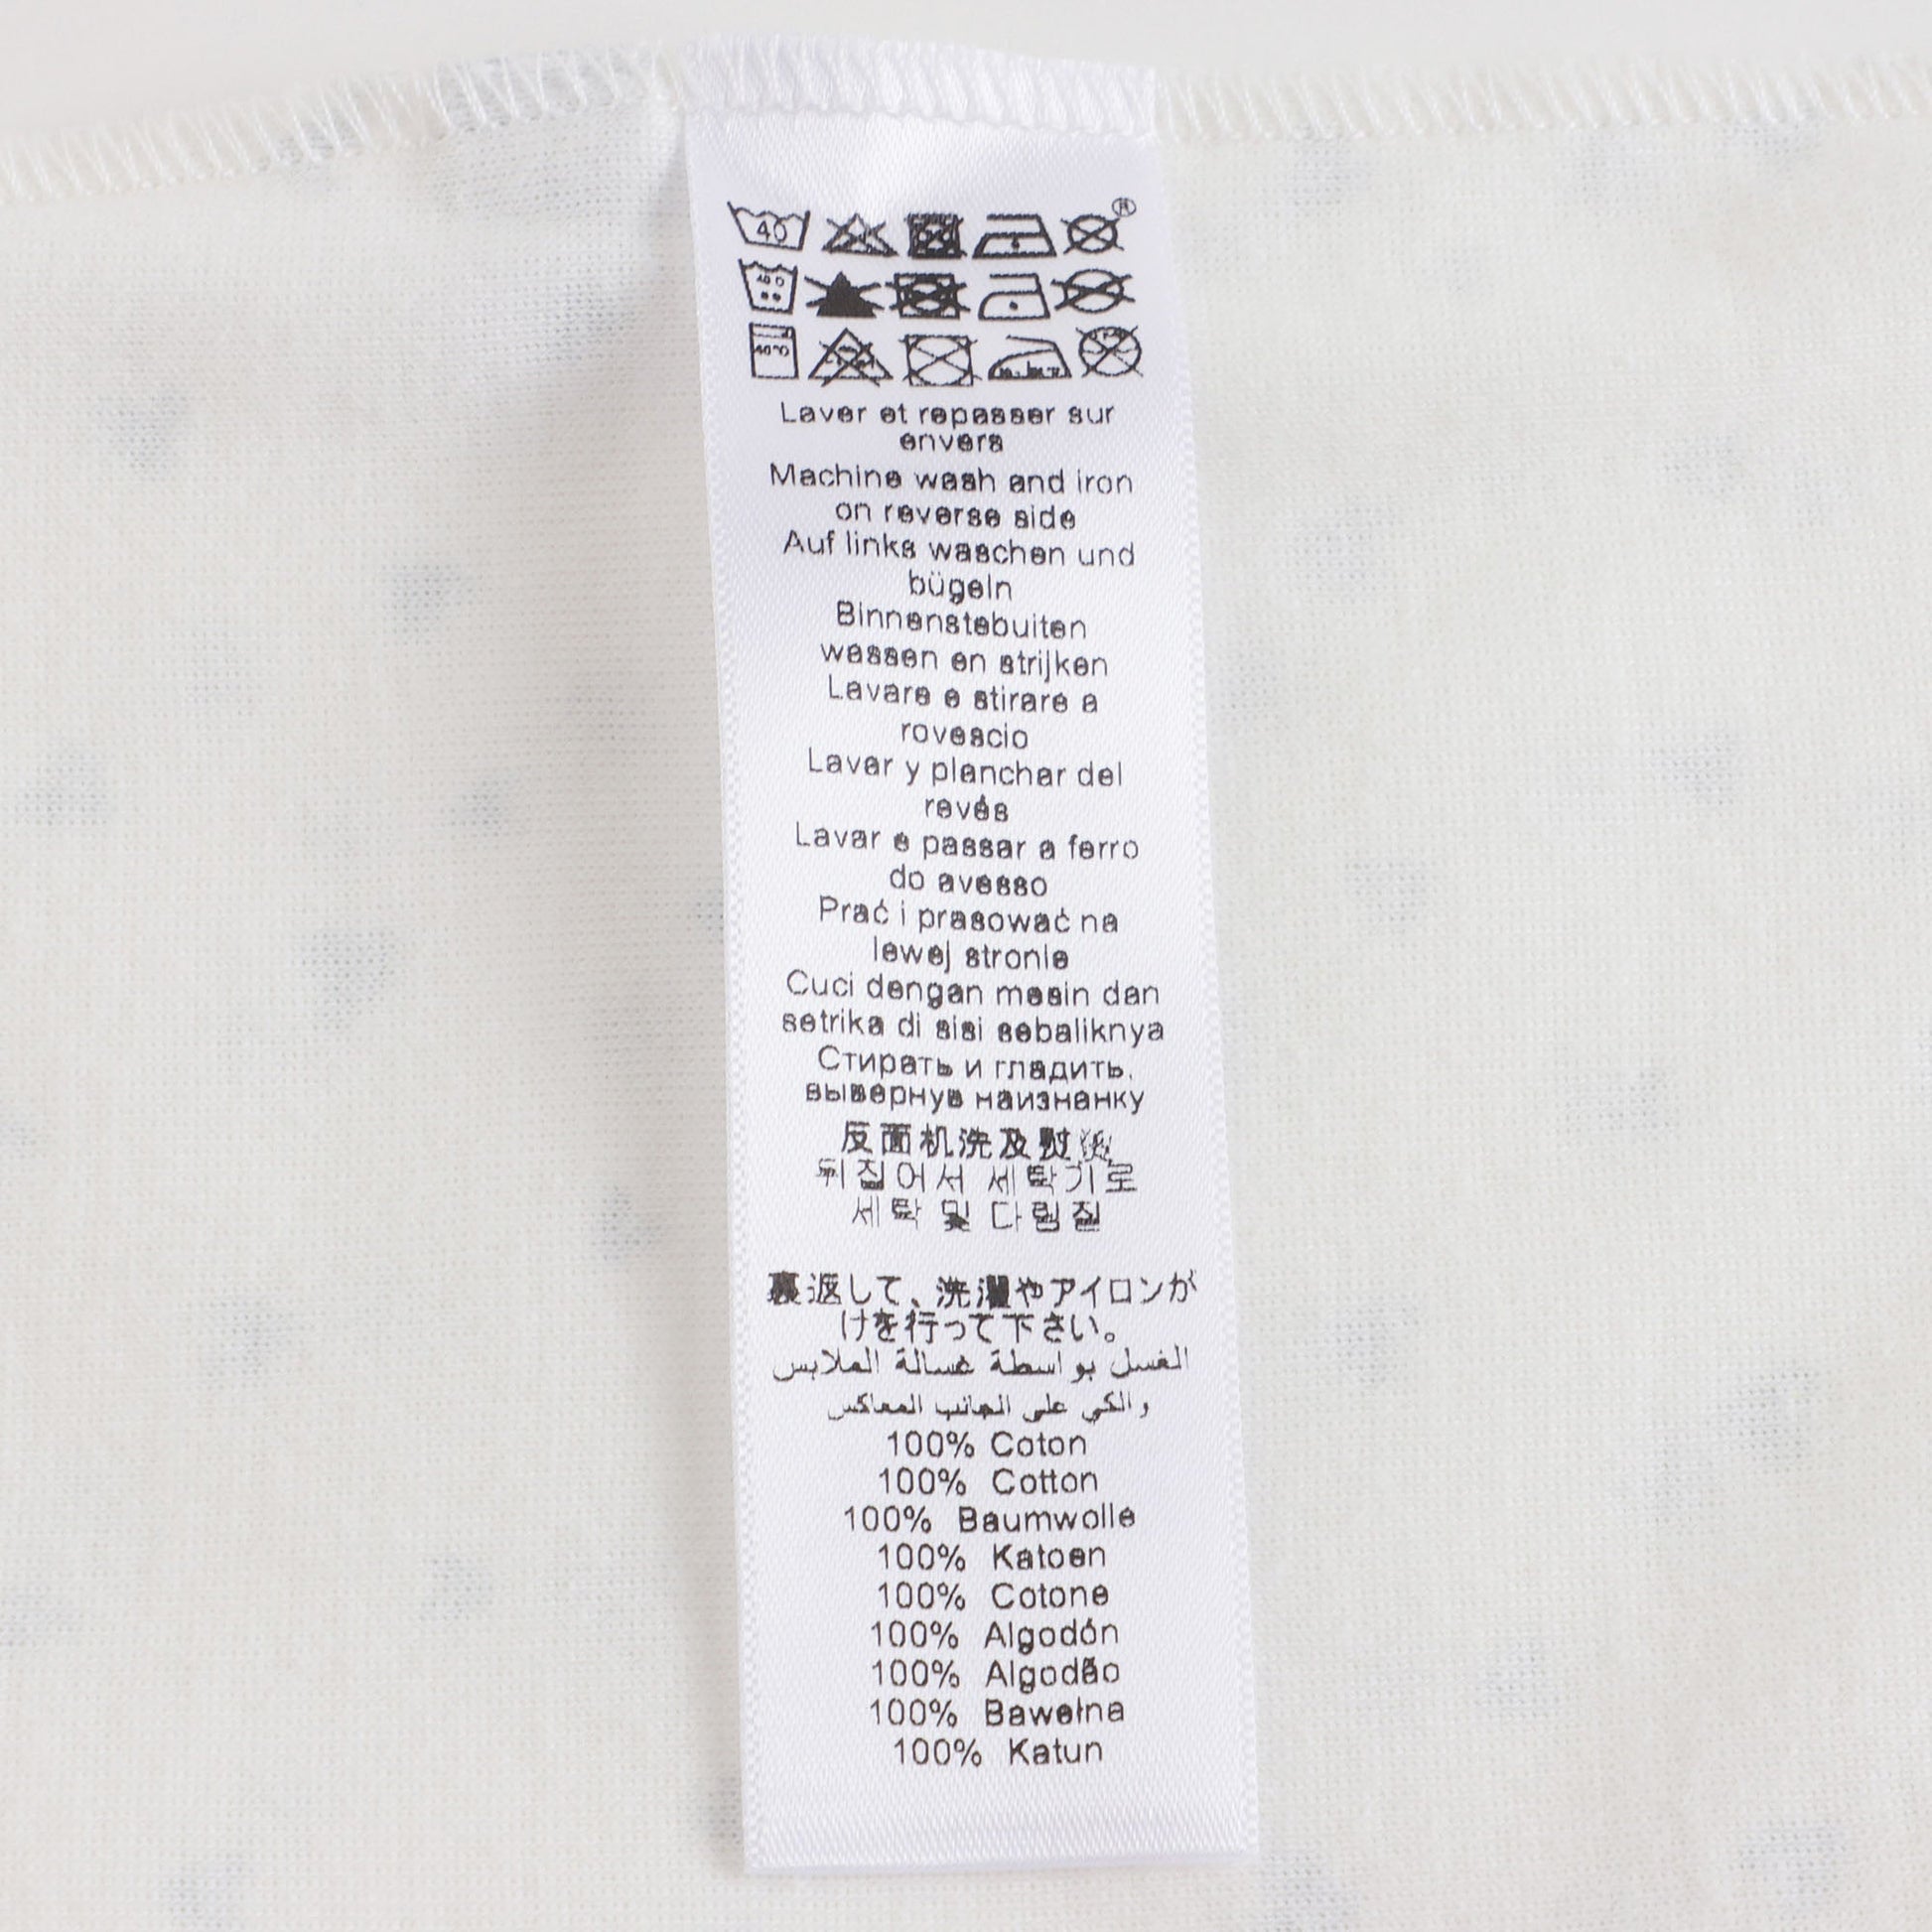 40
®
40°C
Laver et repasser sur
envers
Machine wash and iron
on reverse side
Auf links waschen und
bügeln
Binnenstebuiten
wassen en strijken
Lavare e stirare a
rovescio
Lavar y planchar del
revés
Lavar e passar a ferro
do avesso
Prać i prasować na
lewej stronie
Cuci dengan mesin dan
setrika di sisi sebaliknya
Стирать и гладить,
вывернув наизнанку
反面机洗及熨烫
뒤집어서 세탁기로
세탁 및 다림질
裏返して、洗濯やアイロンが
けを行って下さい。
الغسل بواسطة غسالة الملابس
والكي على الجانب المعاكس
100% Coton
100% Cotton
100% Baumwolle
100% Katoen
100% Cotone
100% Algodón
100% Algodão
100% Bawełna
100% Katun